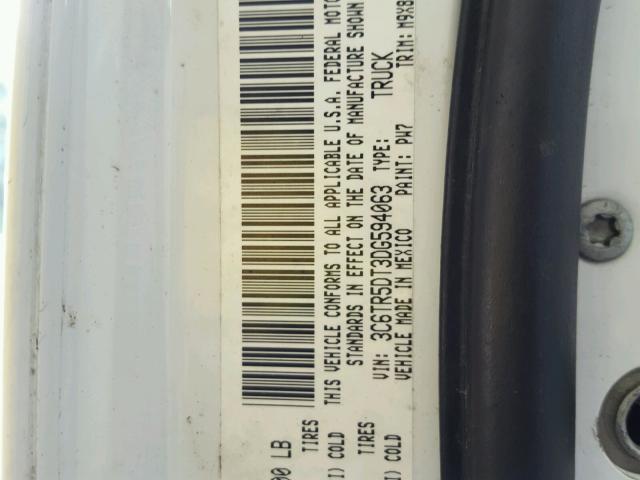 THIS VEHICLE CONFORMS TO ALL APPLICABLE U.S.A. FEDERAL MOTO
STANDARDS IN EFFECT ON THE DATE OF MANUFACTURE SHOWN
VIN: 3C6TR5DT3DG594063 TYPE: TRUCK
VEHICLE MADE IN MEXICO PAINT: PW7 TRIM: M9X8
00 LB
TIRES
I) COLD
TIRES
I) COLD